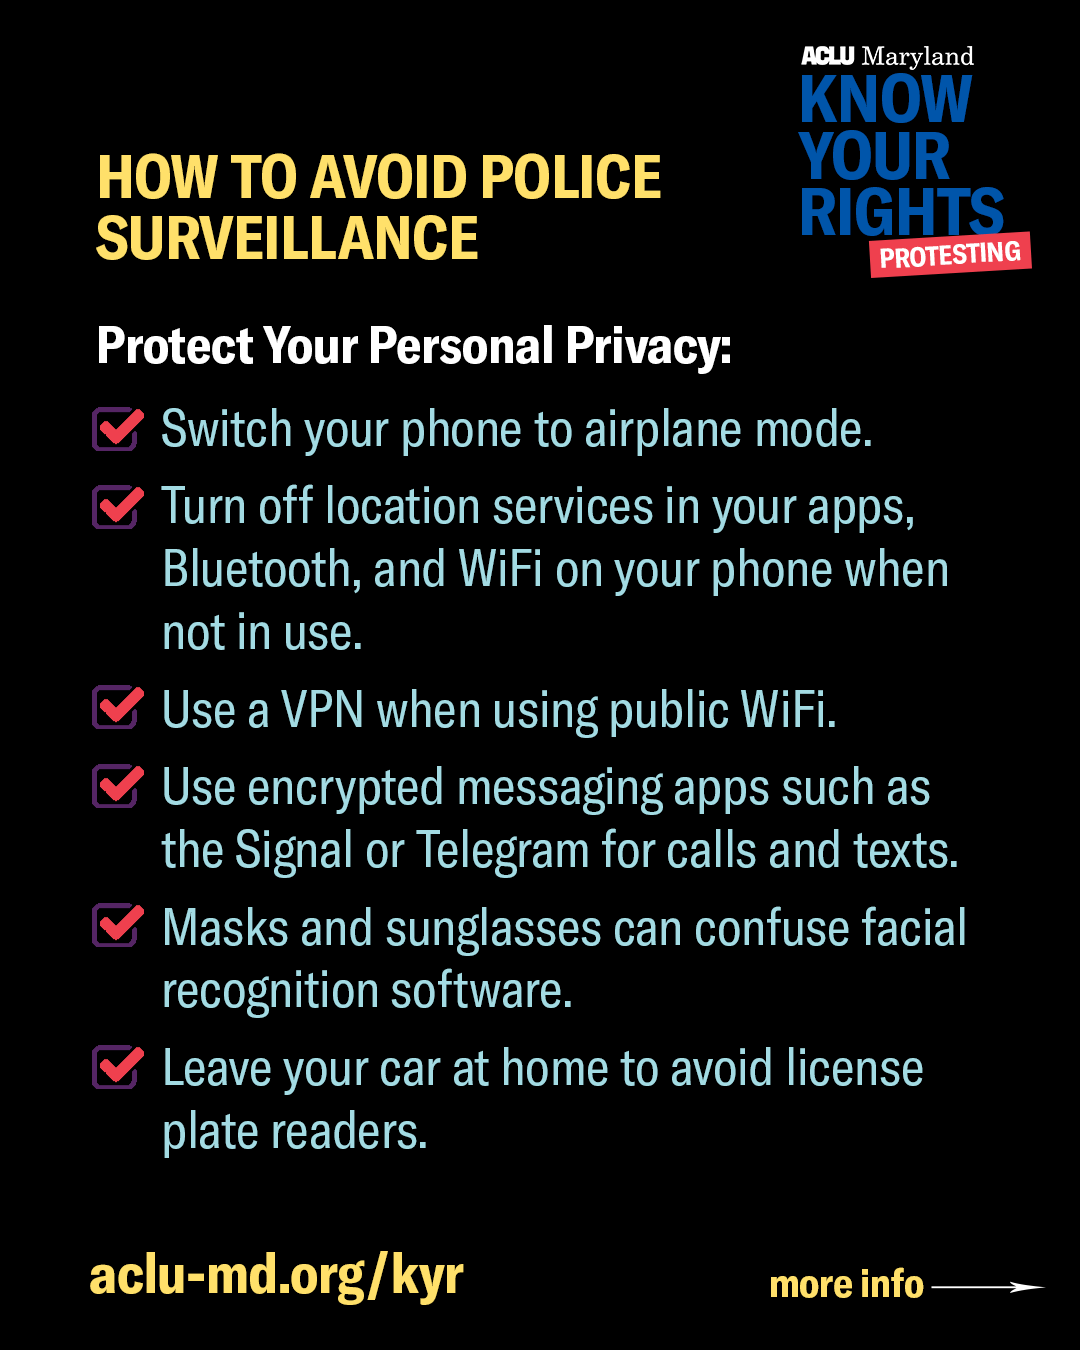 ACLU Maryland
KNOW
YOUR
RIGHTS
PROTESTING
HOW TO AVOID POLICE
SURVEILLANCE
Protect Your Personal Privacy:
Switch your phone to airplane mode.
Turn off location services in your apps,
Bluetooth, and WiFi on your phone when
not in use.
Use a VPN when using public WiFi.
Use encrypted messaging apps such as
the Signal or Telegram for calls and texts.
Masks and sunglasses can confuse facial
recognition software.
Leave your car at home to avoid license
plate readers.
aclu-md.org/kyr
more info